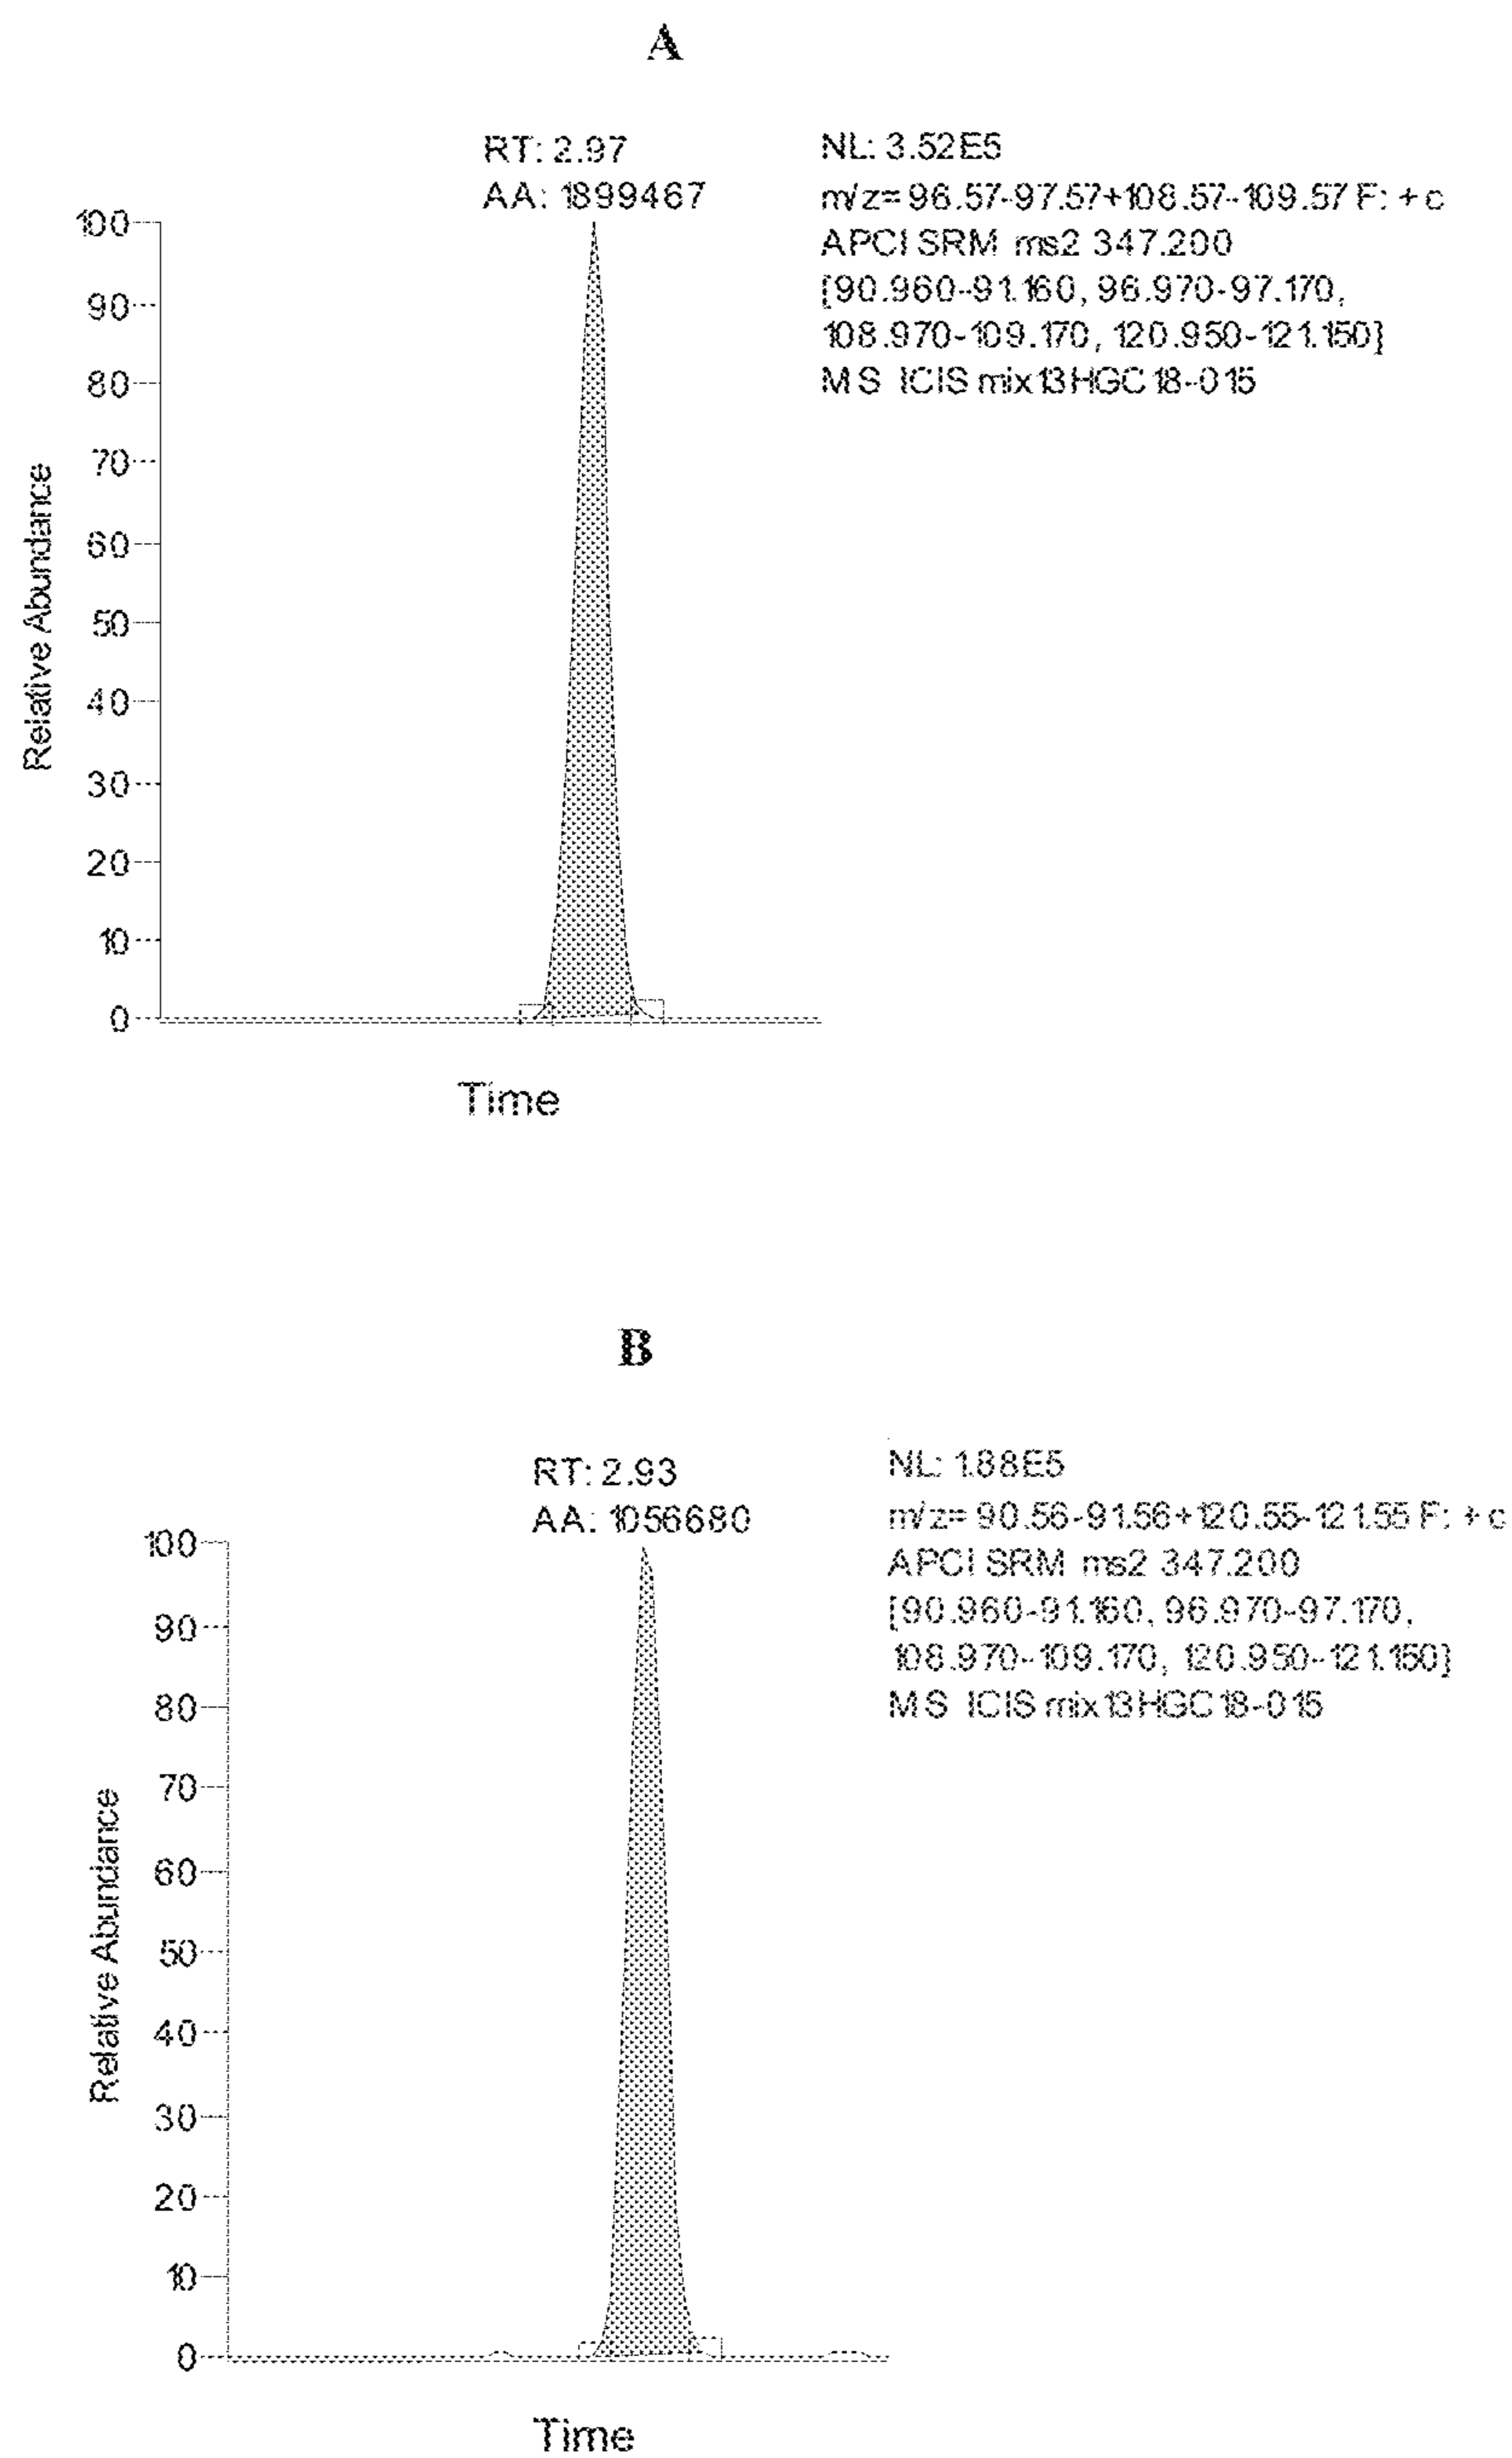 A
RT: 2.97
AA: 1899467
NL: 3.52E5
m/z= 96.57-97.57+108.57-109.57 F: + c
APCI SRM ms2 347.200
[90.960-91.160, 96.970-97.170,
108.970-109.170, 120.950-121.150]
MS ICIS mix13HGC18-015
100
90
80
70
60
50
40
30
20
10
0
Relative Abundance
Time
B
RT: 2.93
AA: 1056680
NL: 1.88E5
m/z= 90.56-91.56+120.55-121.55 F: + c
APCI SRM ms2 347.200
[90.960-91.160, 96.970-97.170,
108.970-109.170, 120.950-121.150]
MS ICIS mix13HGC18-015
100
90
80
70
60
50
40
30
20
10
0
Relative Abundance
Time